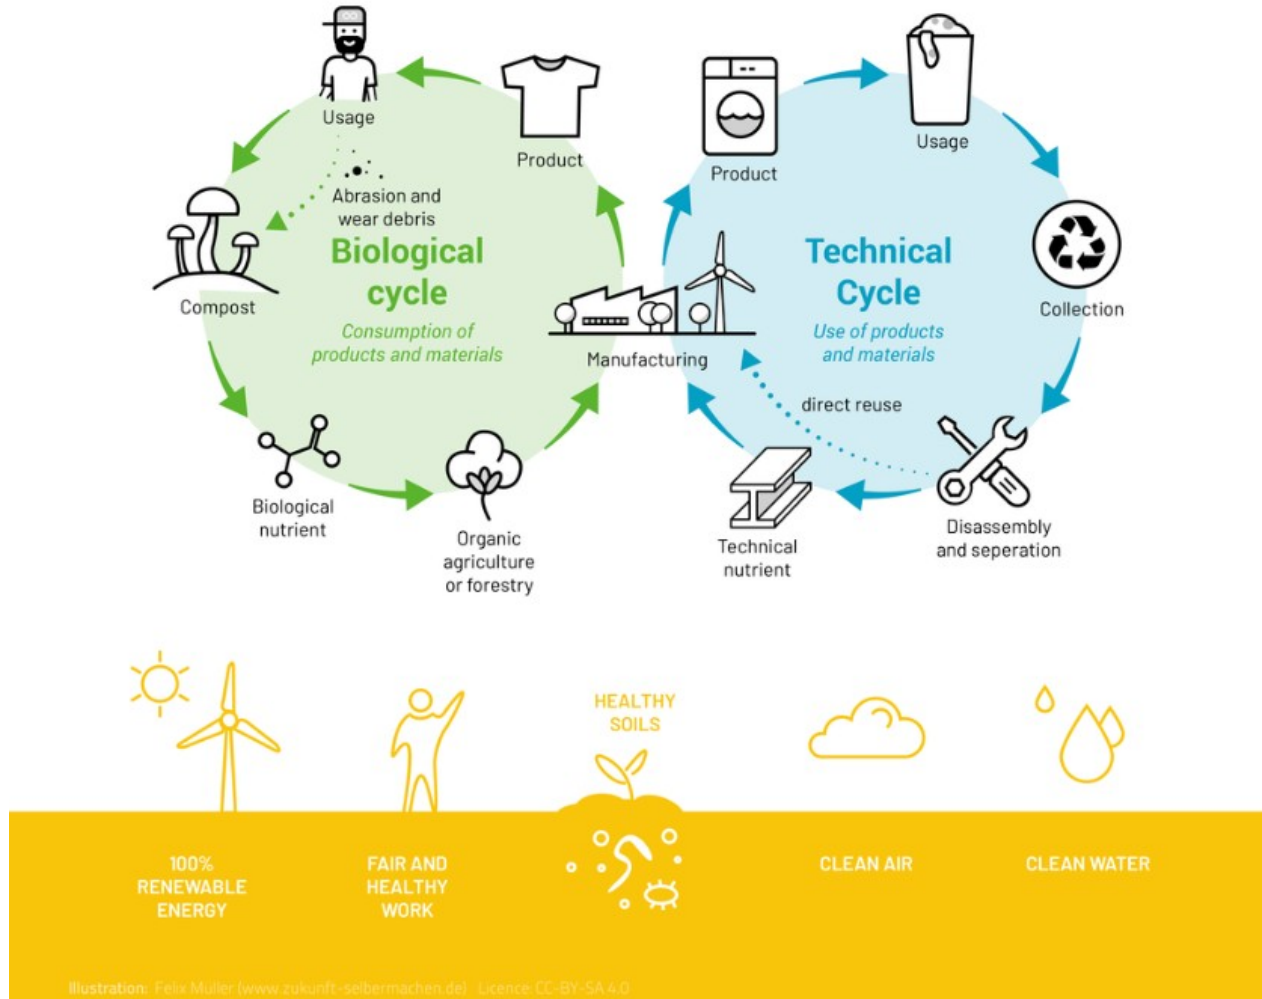 Usage
Product
Abrasion and
wear debris
Biological
cycle
Consumption of
products and materials
Compost
Biological
nutrient
Organic
agriculture
or forestry
Manufacturing
Product
Usage
Technical
Cycle
Use of products
and materials
Collection
direct reuse
Technical
nutrient
Disassembly
and seperation
100%
RENEWABLE
ENERGY
FAIR AND
HEALTHY
WORK
HEALTHY
SOILS
CLEAN AIR
CLEAN WATER
Illustration: Felix Müller (www.zukunft-selbermachen.de) Licence: CC-BY-SA 4.0